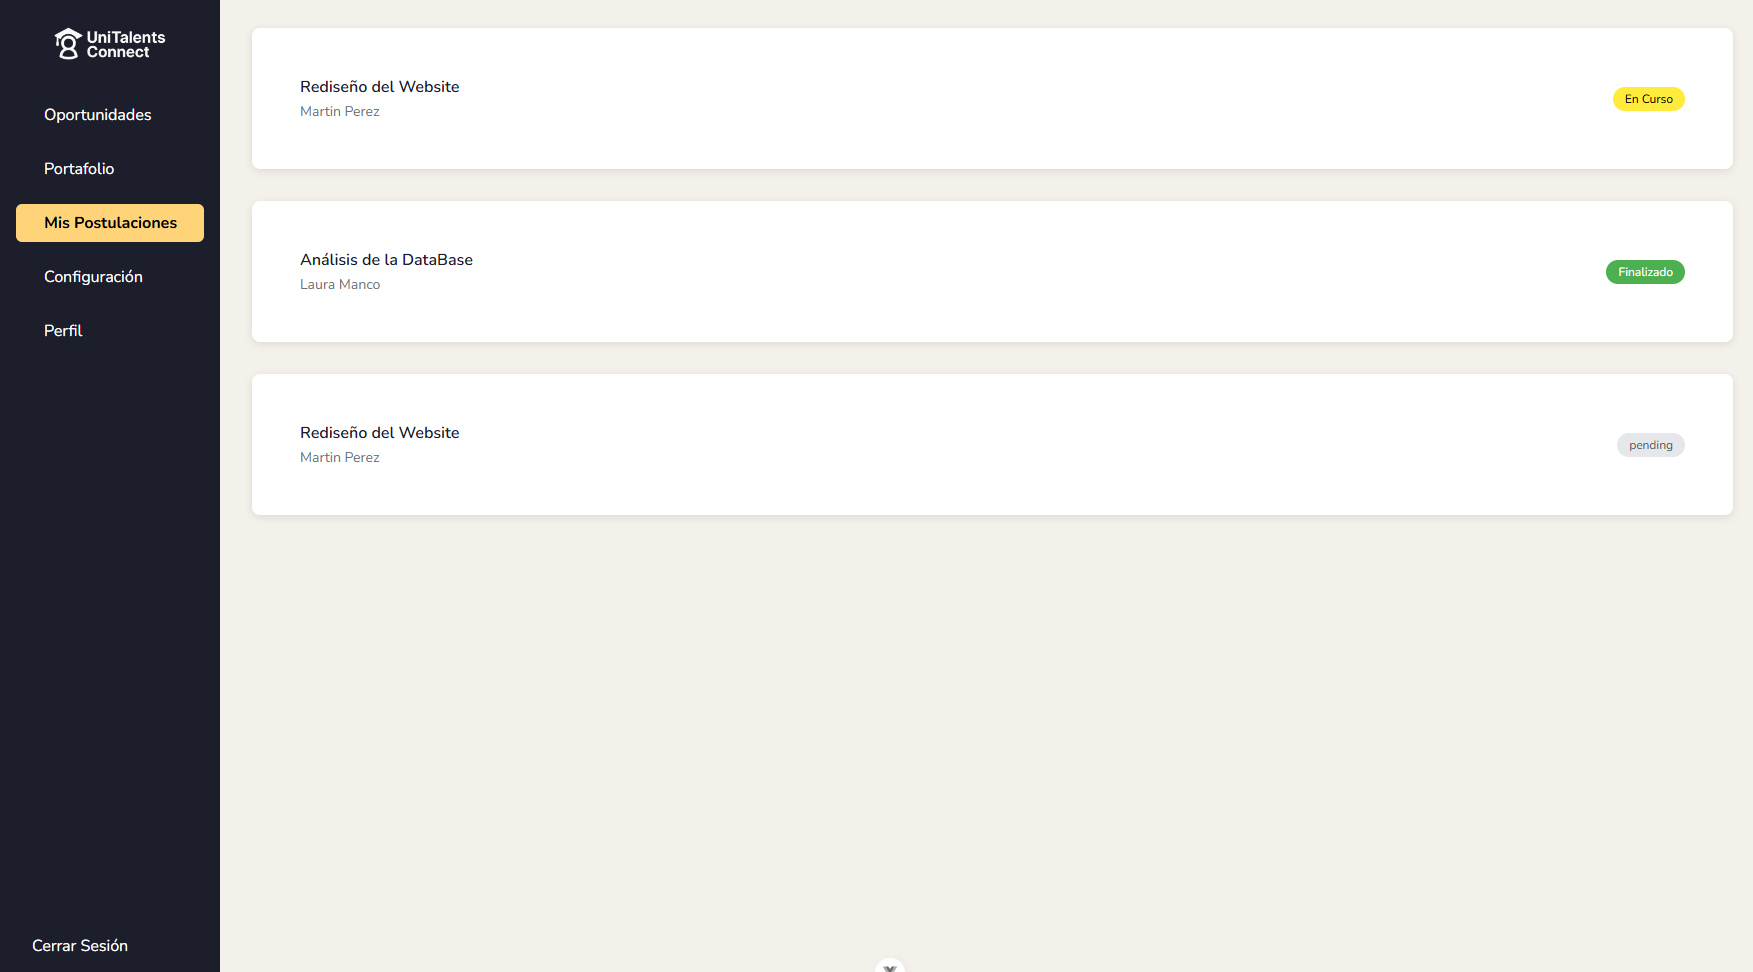 UniTalents
Connect
Oportunidades
Portafolio
Mis Postulaciones
Configuración
Perfil
Cerrar Sesión
Rediseño del Website
Martin Perez
En Curso
Análisis de la DataBase
Laura Manco
Finalizado
Rediseño del Website
Martin Perez
pending